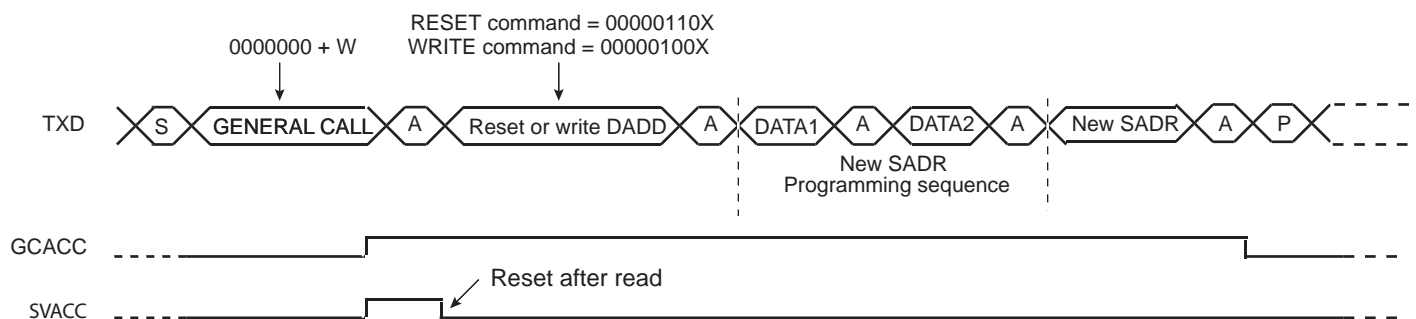 RESET command = 00000110X
0000000 + W
WRITE command = 00000100X
TXD
S
GENERAL CALL
A
Reset or write DADD
A
DATA1
A
DATA2
A
New SADR
A
P
New SADR
Programming sequence
GCACC
Reset after read
SVACC